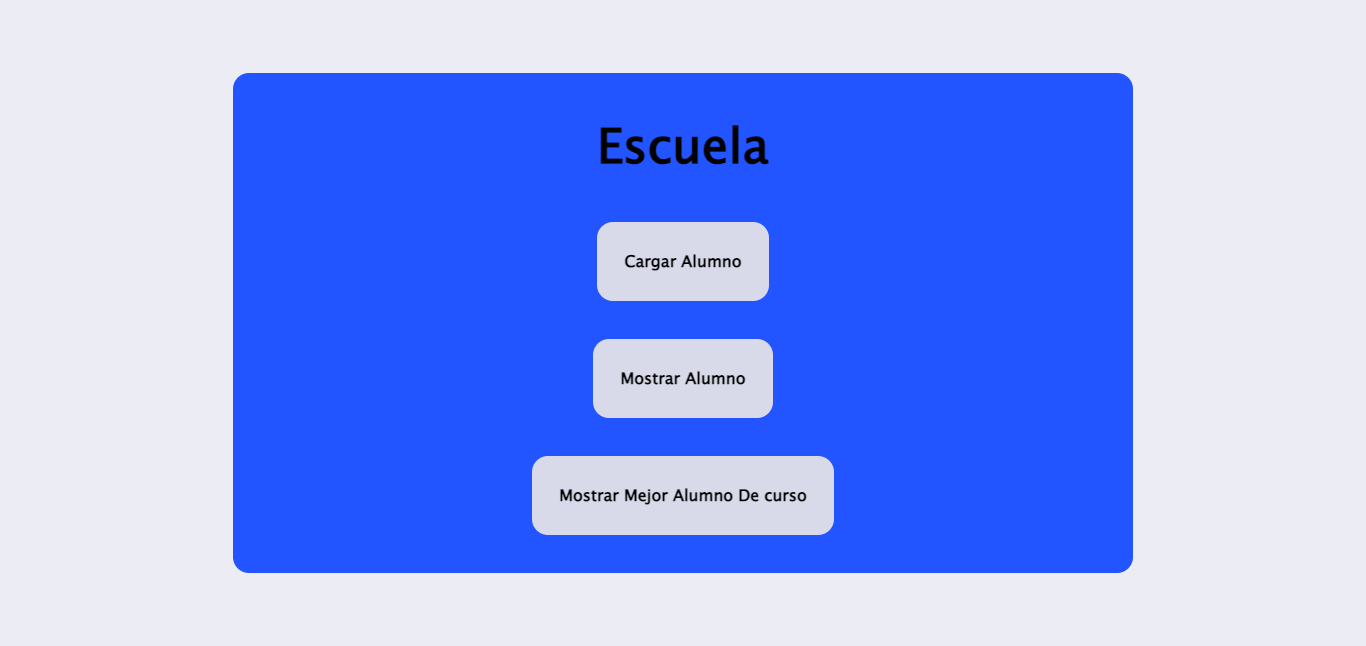 Escuela
Cargar Alumno
Mostrar Alumno
Mostrar Mejor Alumno De curso